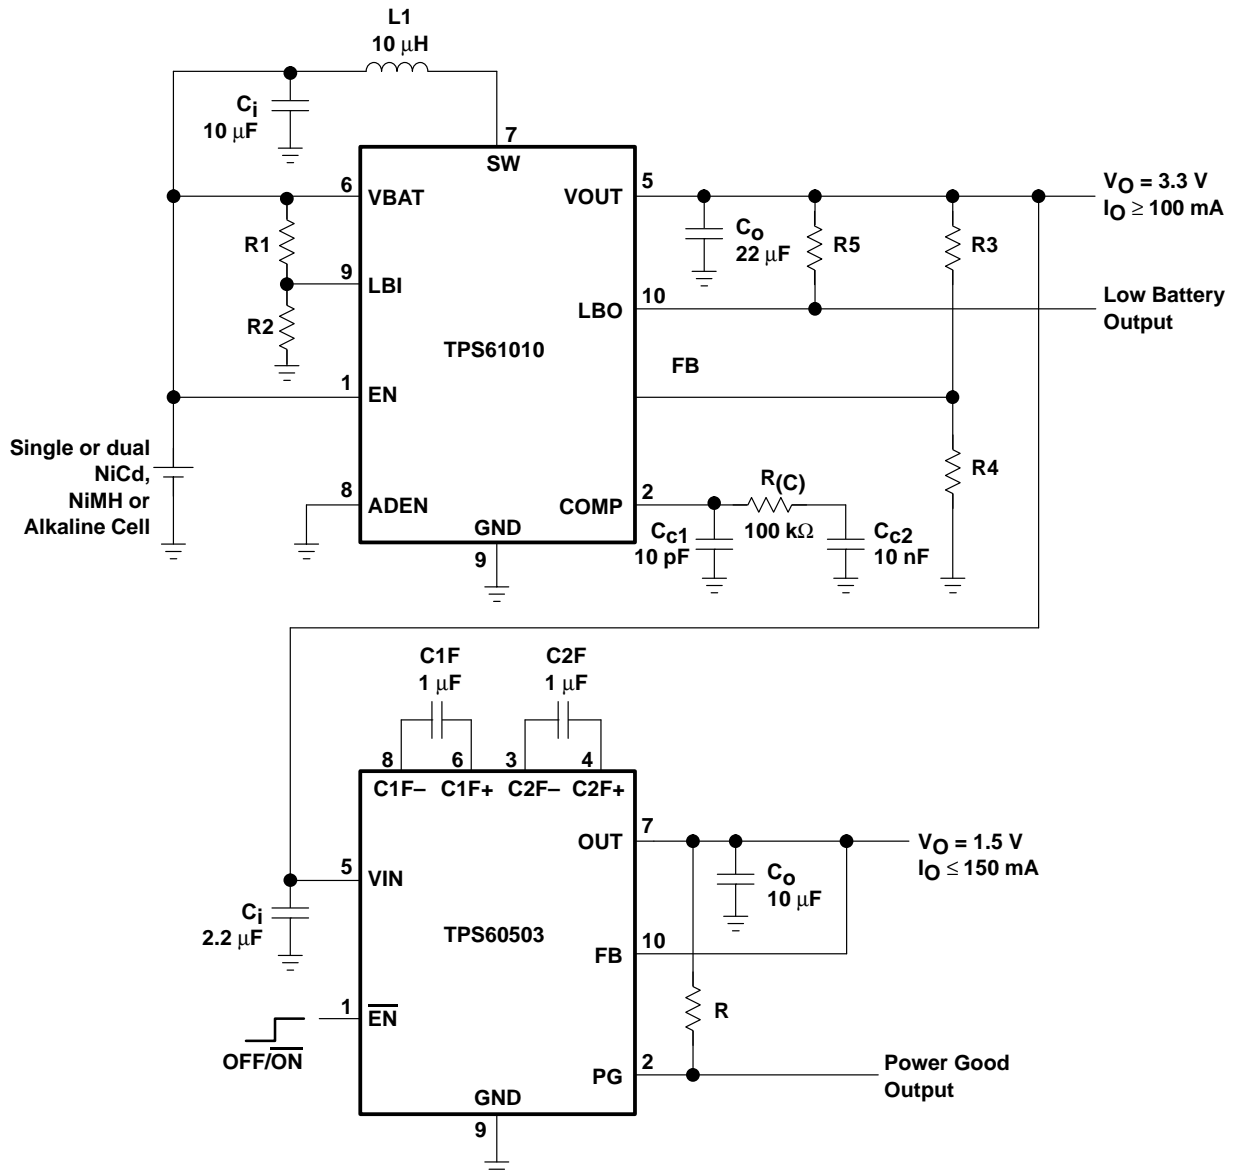 L1
10 μH
Ci
10 μF
7
SW
6
VBAT
VOUT
5
VO = 3.3 V
IO ≥ 100 mA
R1
Co
22 μF
R5
R3
9
LBI
10
LBO
Low Battery
Output
R2
TPS61010
FB
1
EN
Single or dual
NiCd,
NiMH or
Alkaline Cell
R4
8
ADEN
COMP
2
R(C)
100 kΩ
Cc1
10 pF
Cc2
10 nF
GND
9
C1F
1 μF
C2F
1 μF
8
6
3
4
C1F–
C1F+
C2F–
C2F+
OUT
7
VO = 1.5 V
IO ≤ 150 mA
5
VIN
Co
10 μF
Ci
2.2 μF
TPS60503
10
FB
1
EN
OFF/ON
R
PG
2
Power Good
Output
GND
9